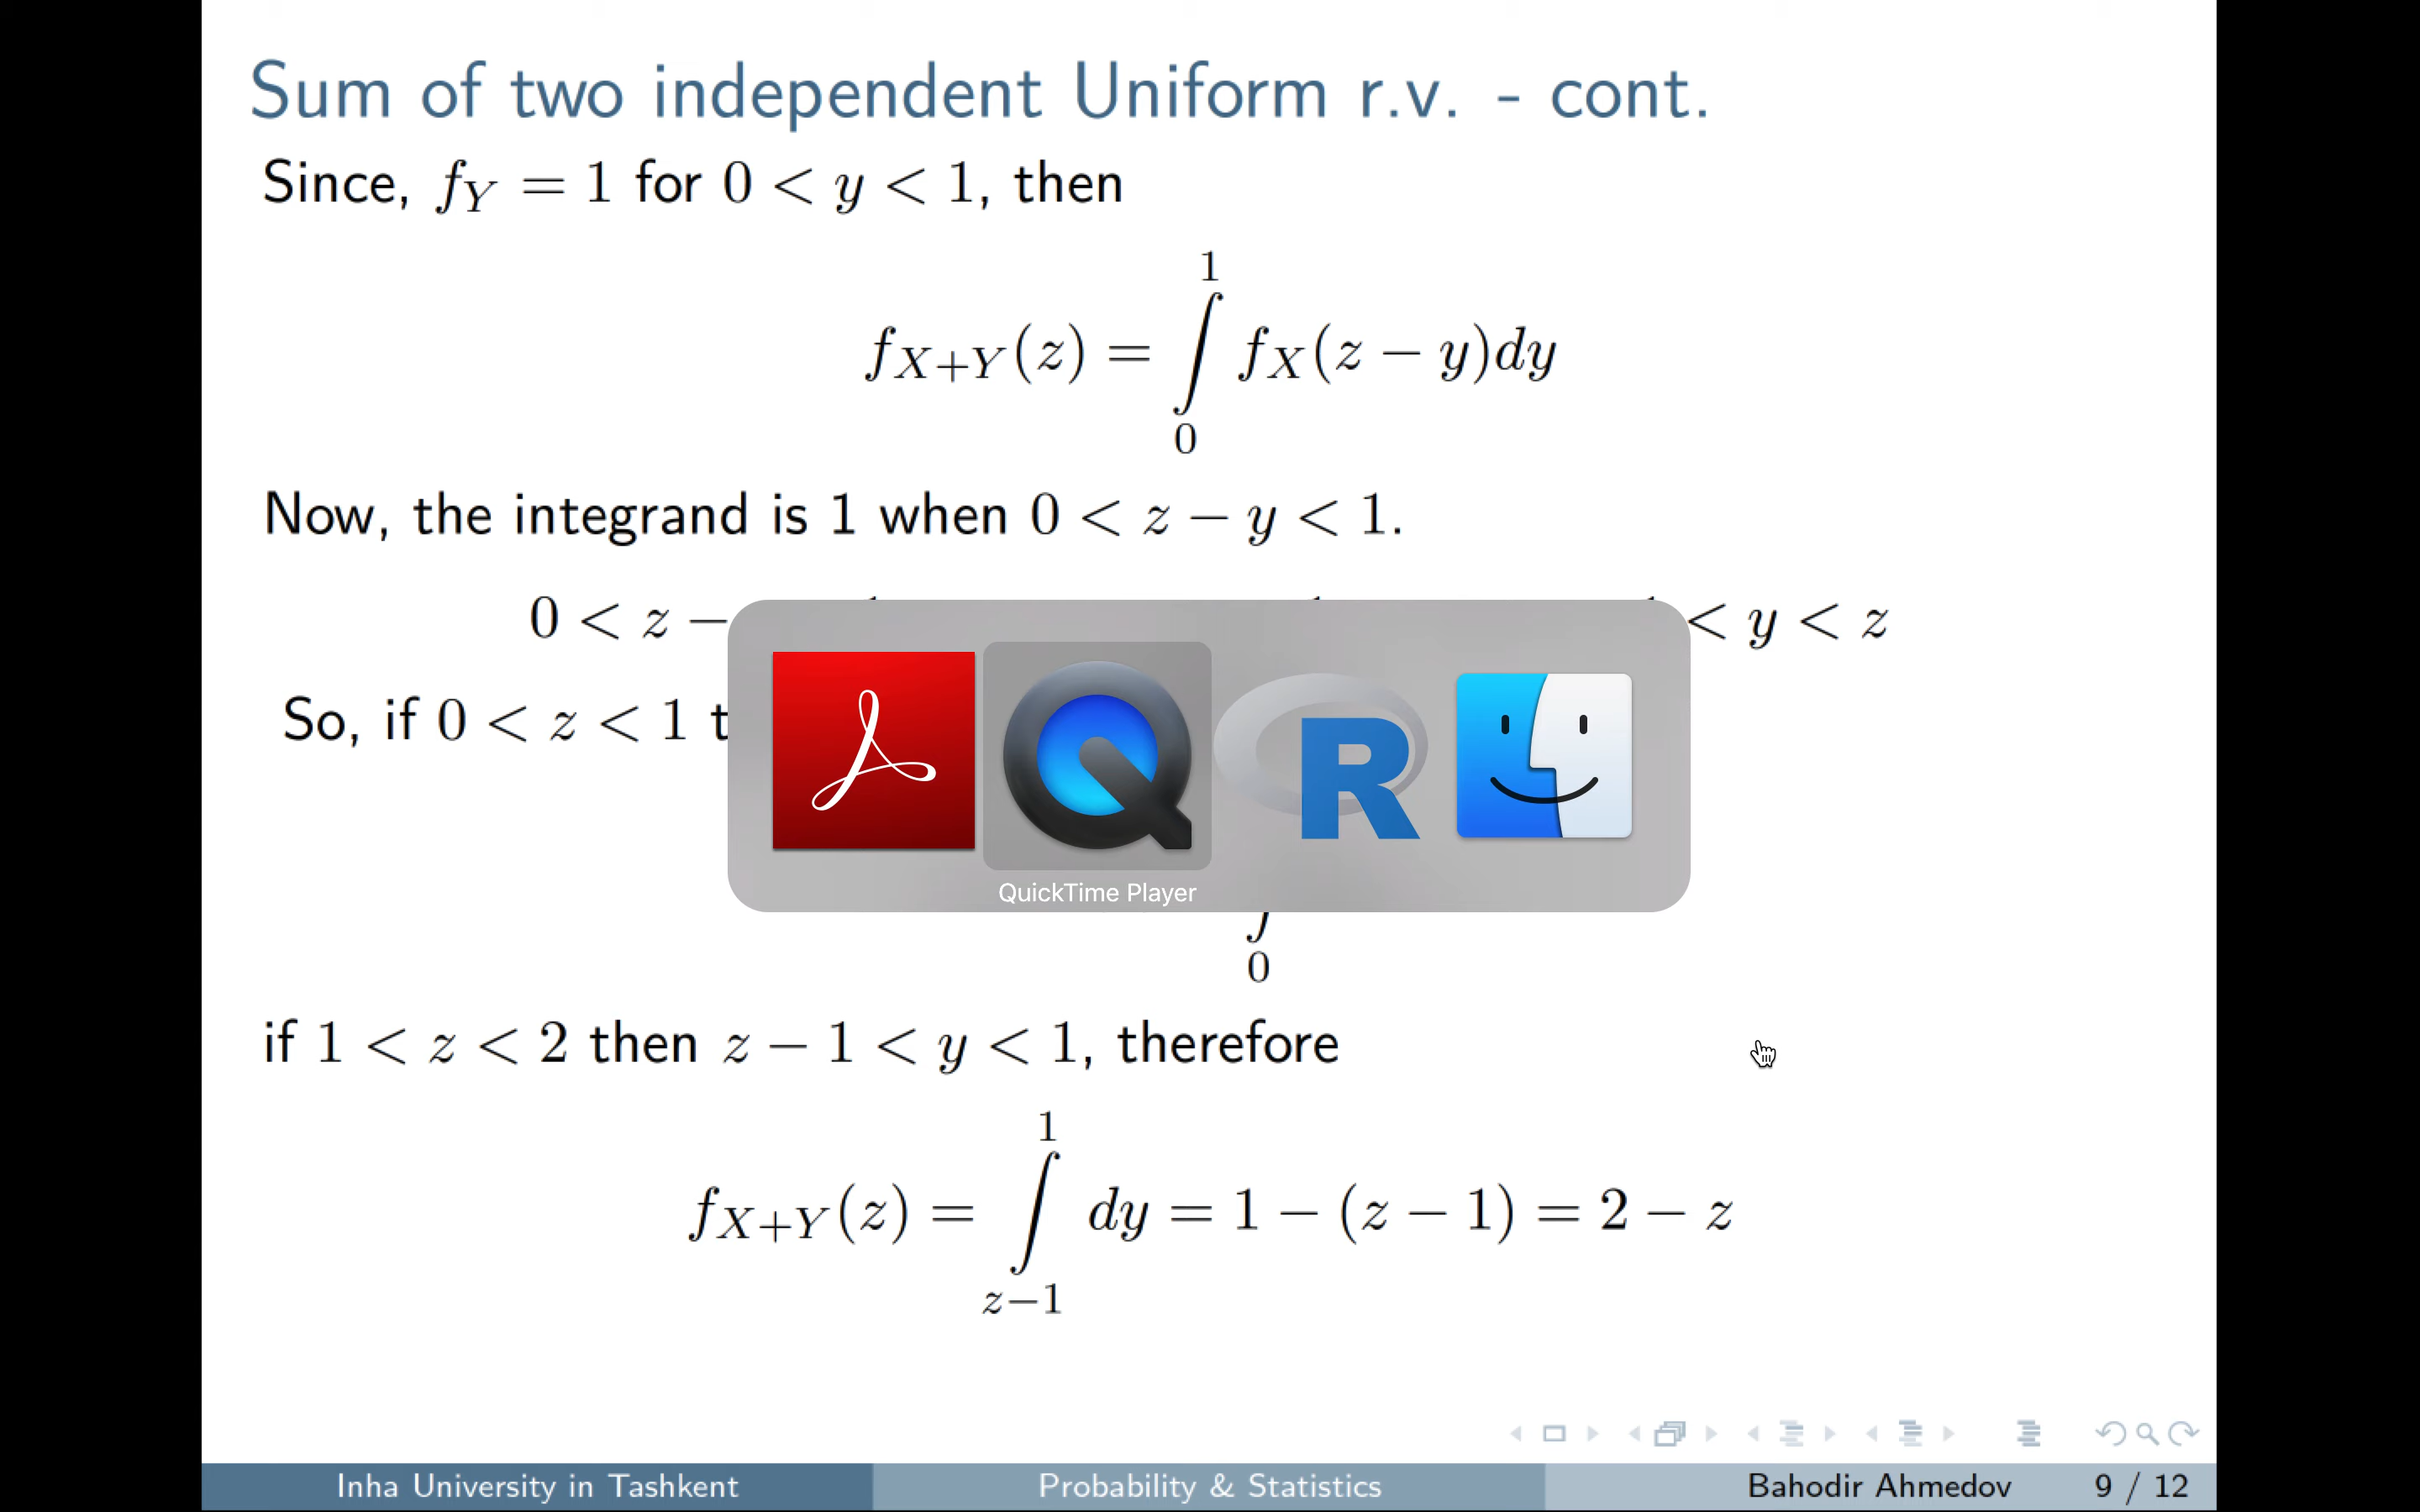 Sum of two independent Uniform r.v. - cont.
Since, f_Y = 1 for 0 < y < 1, then
f_{X+Y}(z) = ∫_0^1 f_X(z − y)dy
Now, the integrand is 1 when 0 < z − y < 1.
0 < z − < y < z
So, if 0 < z < 1
QuickTime Player
0
if 1 < z < 2 then z − 1 < y < 1, therefore
f_{X+Y}(z) = ∫_{z−1}^1 dy = 1 − (z − 1) = 2 − z
Inha University in Tashkent Probability & Statistics Bahodir Ahmedov 9 / 12